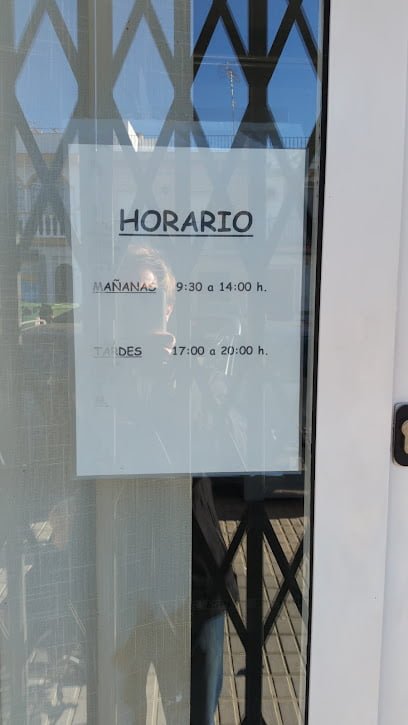 HORARIO
MAÑANAS 9:30 a 14:00 h.
TARDES 17:00 a 20:00 h.